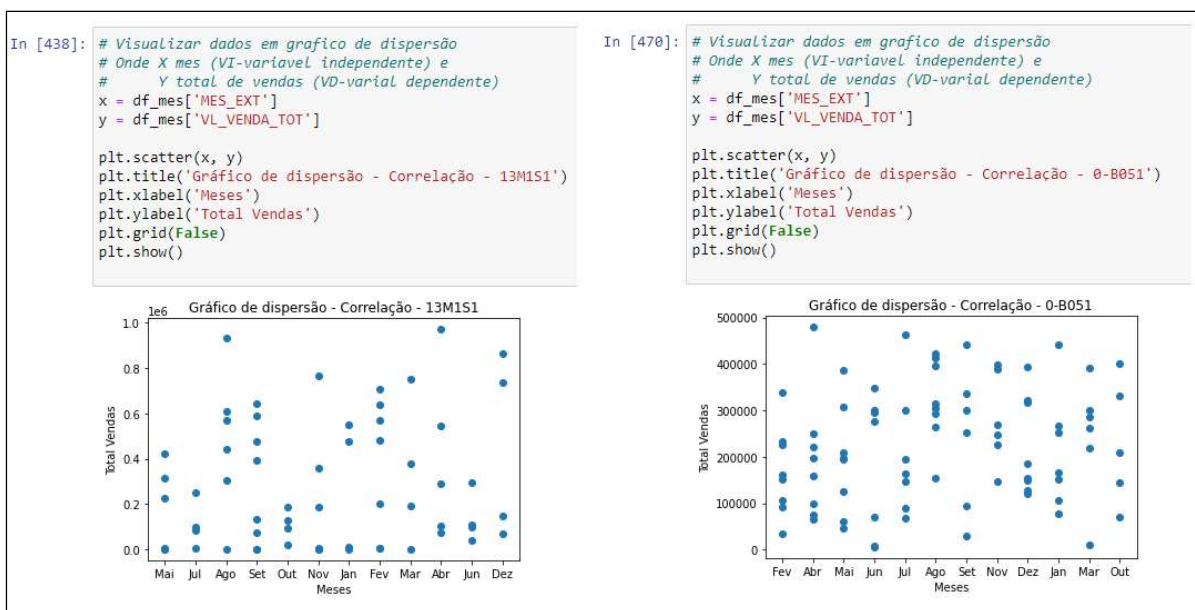 In [438]:
# Visualizar dados em grafico de dispersão
# Onde X mes (VI-variavel independente) e
#      Y total de vendas (VD-varial dependente)
x = df_mes['MES_EXT']
y = df_mes['VL_VENDA_TOT']
plt.scatter(x, y)
plt.title('Gráfico de dispersão - Correlação - 13M1S1')
plt.xlabel('Meses')
plt.ylabel('Total Vendas')
plt.grid(False)
plt.show()
Gráfico de dispersão - Correlação - 13M1S1
1e6
1.0
0.8
0.6
0.4
0.2
0.0
Total Vendas
Mai Jul Ago Set Out Nov Jan Fev Mar Abr Jun Dez
Meses
In [470]:
# Visualizar dados em grafico de dispersão
# Onde X mes (VI-variavel independente) e
#      Y total de vendas (VD-varial dependente)
x = df_mes['MES_EXT']
y = df_mes['VL_VENDA_TOT']
plt.scatter(x, y)
plt.title('Gráfico de dispersão - Correlação - 0-B051')
plt.xlabel('Meses')
plt.ylabel('Total Vendas')
plt.grid(False)
plt.show()
Gráfico de dispersão - Correlação - 0-B051
500000
400000
300000
200000
100000
0
Total Vendas
Fev Abr Mai Jun Jul Ago Set Nov Dez Jan Mar Out
Meses